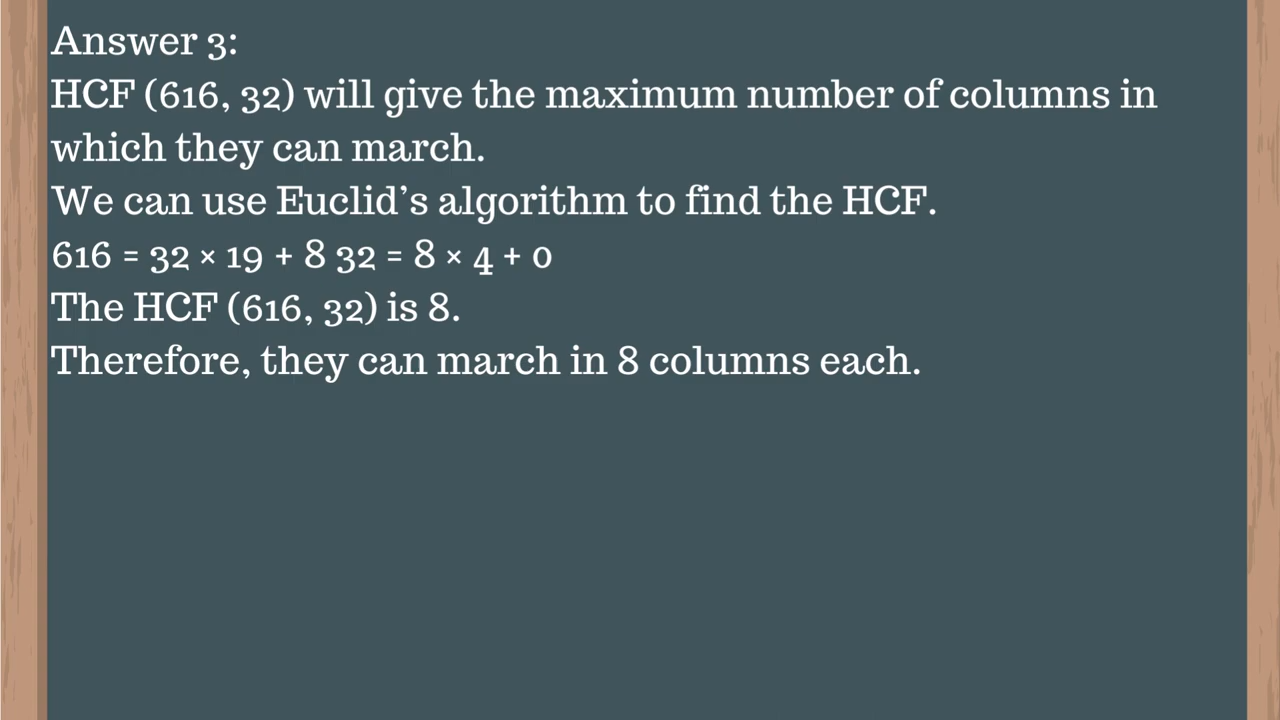 Answer 3:
HCF (616, 32) will give the maximum number of columns in
which they can march.
We can use Euclid’s algorithm to find the HCF.
616 = 32 × 19 + 8 32 = 8 × 4 + 0
The HCF (616, 32) is 8.
Therefore, they can march in 8 columns each.